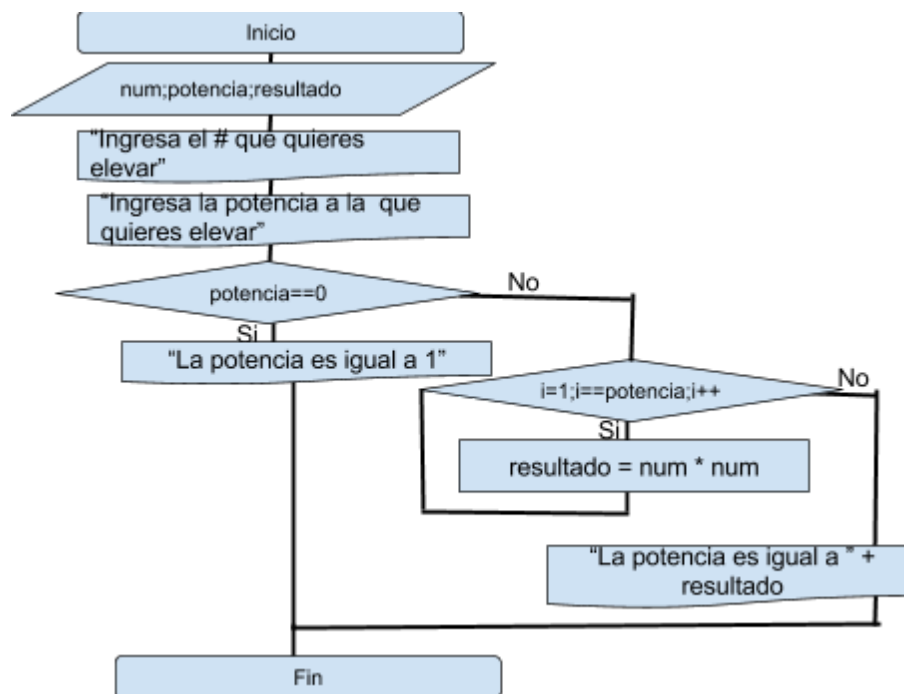 Inicio
num;potencia;resultado
“Ingresa el # que quieres
elevar”
“Ingresa la potencia a la que
quieres elevar”
potencia==0
No
Si
“La potencia es igual a 1”
i=1;i==potencia;i++
No
Si
resultado = num * num
“La potencia es igual a ” +
resultado
Fin